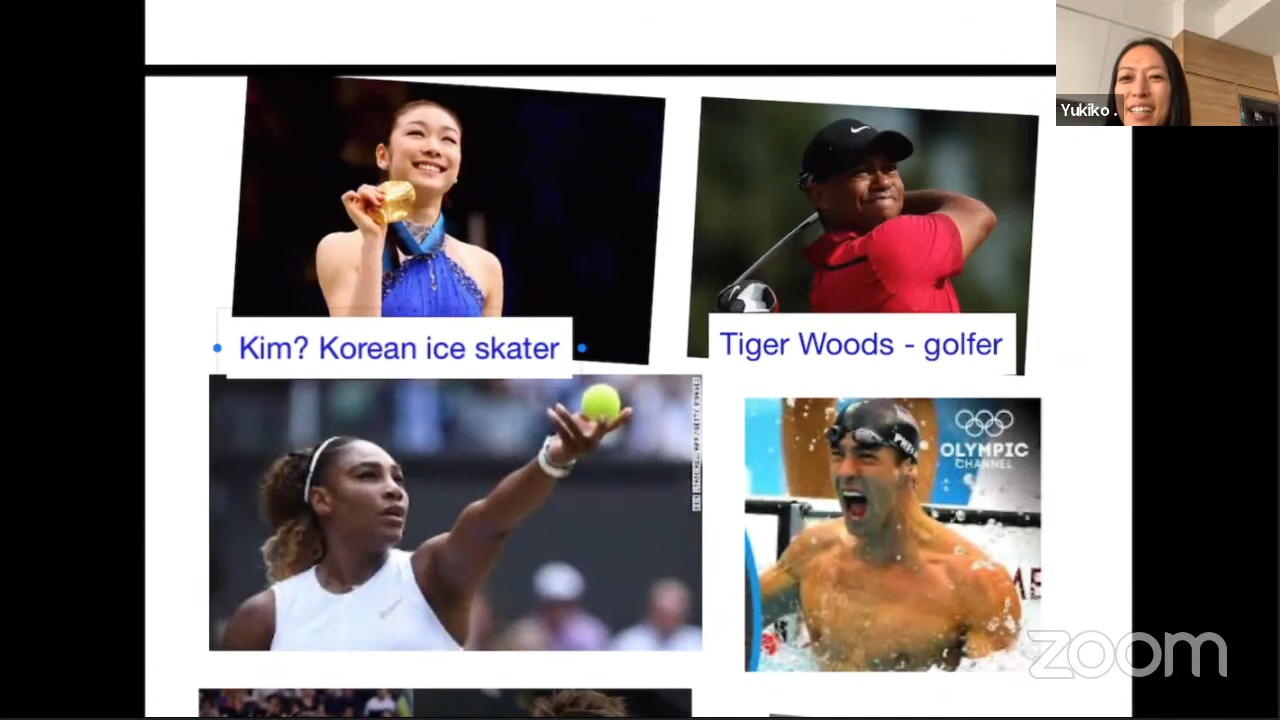 Yukiko .
Kim? Korean ice skater
Tiger Woods - golfer
OLYMPIC
CHANNEL
zoom